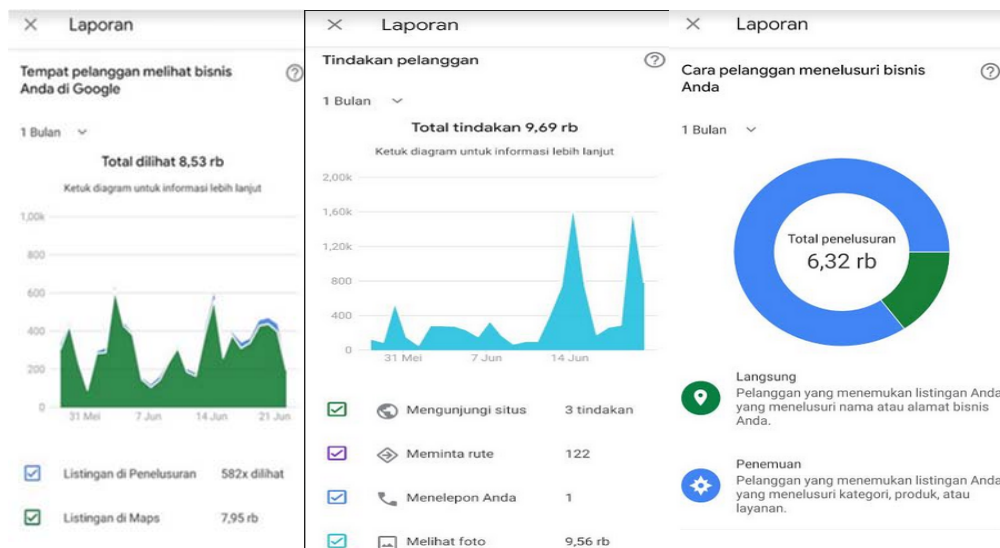 Laporan
Tempat pelanggan melihat bisnis
Anda di Google
1 Bulan
Total dilihat 8,53 rb
Ketuk diagram untuk informasi lebih lanjut
1,00k
800
600
400
200
0
31 Mei 7 Jun 14 Jun 21 Jun
Listingan di Penelusuran 582x dilihat
Listingan di Maps 7,95 rb
Laporan
Tindakan pelanggan
1 Bulan
Total tindakan 9,69 rb
Ketuk diagram untuk informasi lebih lanjut
2,00k
1,60k
1,20k
800
400
0
31 Mei 7 Jun 14 Jun
Mengunjungi situs 3 tindakan
Meminta rute 122
Menelepon Anda 1
Melihat foto 9,56 rb
Laporan
Cara pelanggan menelusuri bisnis
Anda
1 Bulan
Total penelusuran
6,32 rb
Langsung
Pelanggan yang menemukan listingan Anda
yang menelusuri nama atau alamat bisnis
Anda.
Penemuan
Pelanggan yang menemukan listingan Anda
yang menelusuri kategori, produk, atau
layanan.